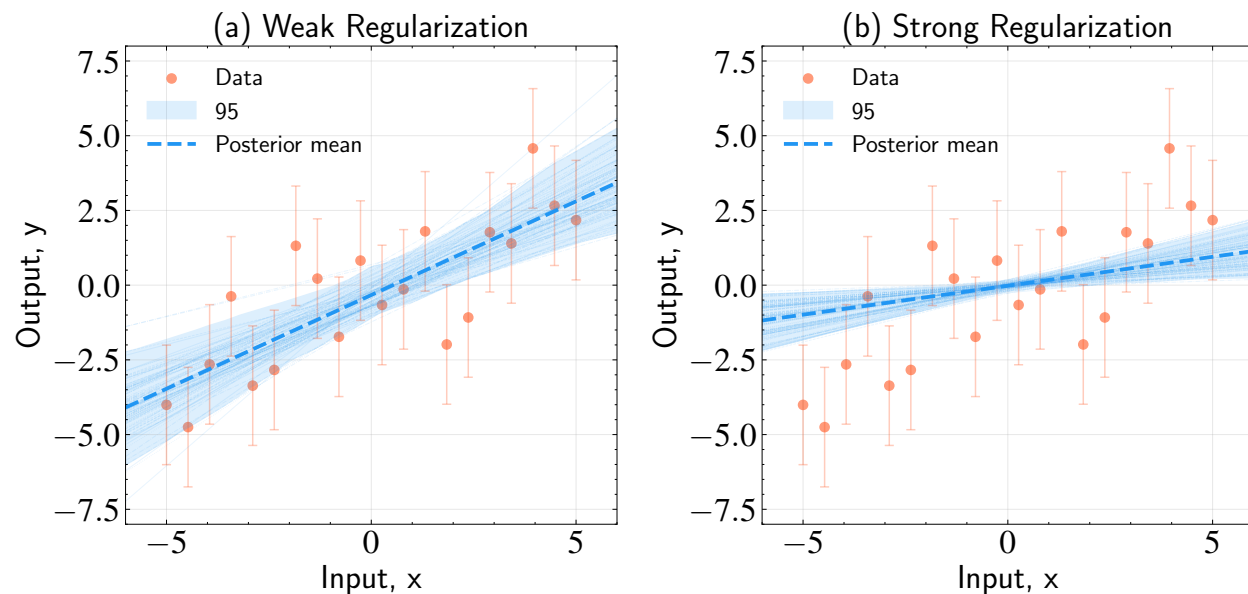 (a) Weak Regularization
7.5
5.0
2.5
0.0
−2.5
−5.0
−7.5
Output, y
Data
95
Posterior mean
−5
0
5
Input, x
(b) Strong Regularization
7.5
5.0
2.5
0.0
−2.5
−5.0
−7.5
Output, y
Data
95
Posterior mean
−5
0
5
Input, x